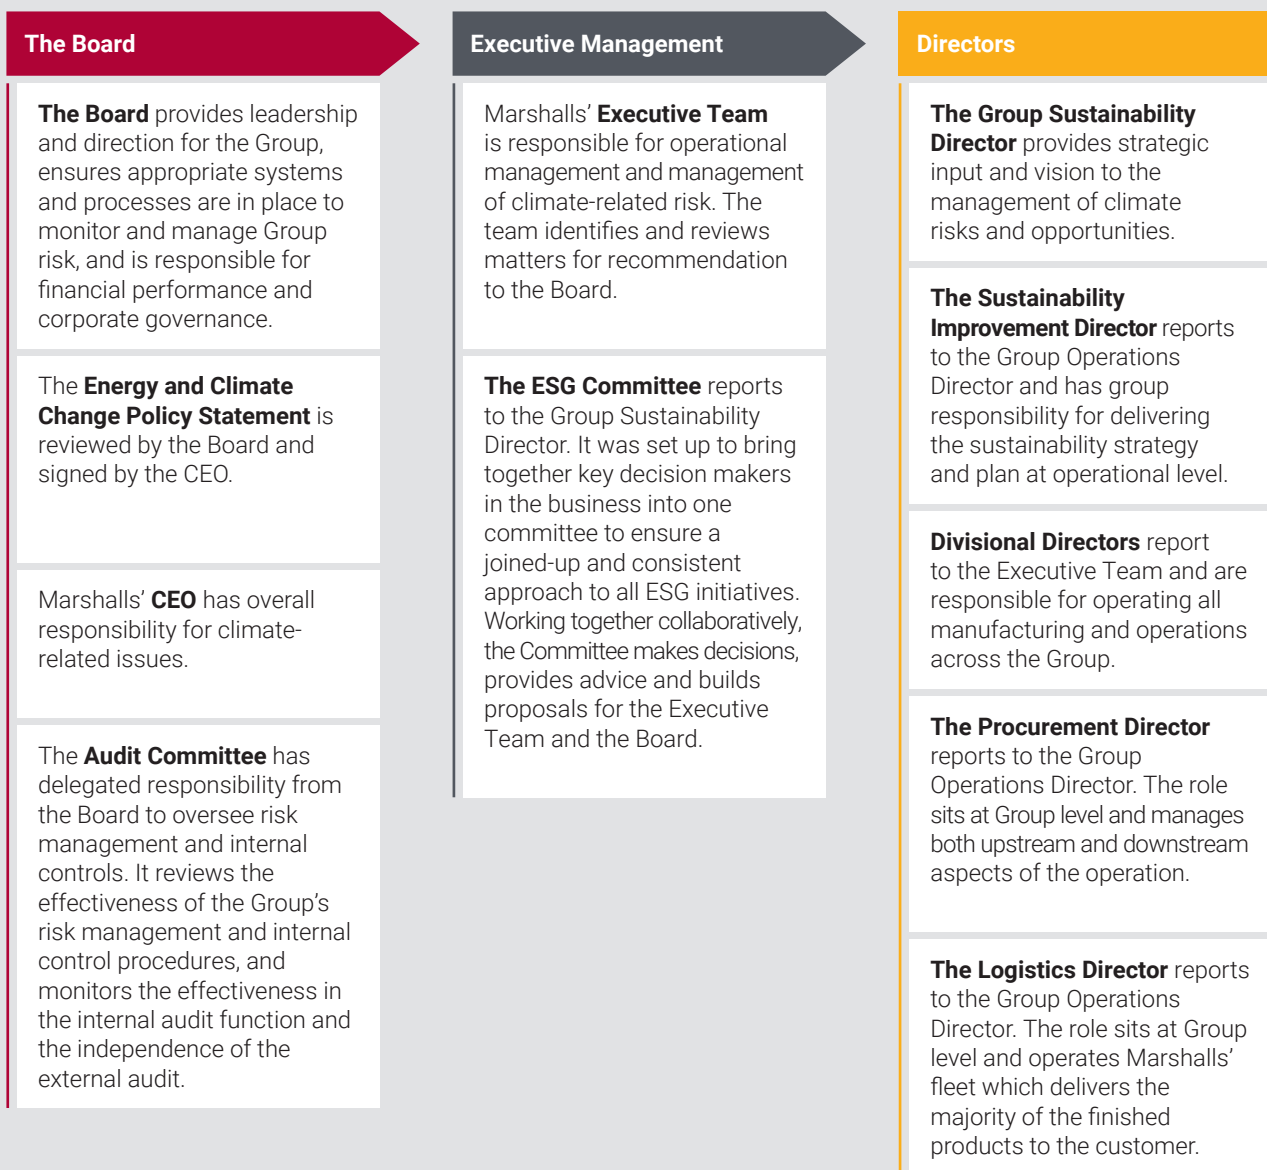 The Board
The Board provides leadership
and direction for the Group,
ensures appropriate systems
and processes are in place to
monitor and manage Group
risk, and is responsible for
financial performance and
corporate governance.
The Energy and Climate
Change Policy Statement is
reviewed by the Board and
signed by the CEO.
Marshalls’ CEO has overall
responsibility for climate-
related issues.
The Audit Committee has
delegated responsibility from
the Board to oversee risk
management and internal
controls. It reviews the
effectiveness of the Group’s
risk management and internal
control procedures, and
monitors the effectiveness in
the internal audit function and
the independence of the
external audit.
Executive Management
Marshalls’ Executive Team
is responsible for operational
management and management
of climate-related risk. The
team identifies and reviews
matters for recommendation
to the Board.
The ESG Committee reports
to the Group Sustainability
Director. It was set up to bring
together key decision makers
in the business into one
committee to ensure a
joined-up and consistent
approach to all ESG initiatives.
Working together collaboratively,
the Committee makes decisions,
provides advice and builds
proposals for the Executive
Team and the Board.
Directors
The Group Sustainability
Director provides strategic
input and vision to the
management of climate
risks and opportunities.
The Sustainability
Improvement Director reports
to the Group Operations
Director and has group
responsibility for delivering
the sustainability strategy
and plan at operational level.
Divisional Directors report
to the Executive Team and are
responsible for operating all
manufacturing and operations
across the Group.
The Procurement Director
reports to the Group
Operations Director. The role
sits at Group level and manages
both upstream and downstream
aspects of the operation.
The Logistics Director reports
to the Group Operations
Director. The role sits at Group
level and operates Marshalls’
fleet which delivers the
majority of the finished
products to the customer.